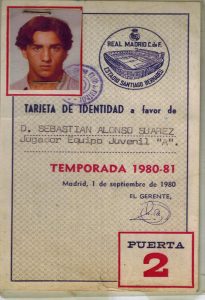 REAL MADRID C. de F.
ESTADIO SANTIAGO BERNABEU
TARJETA DE IDENTIDAD a favor de
D. SEBASTIAN ALONSO SUAREZ
Jugador Equipo Juvenil "A".
TEMPORADA 1980-81
Madrid, 1 de septiembre de 1980
EL GERENTE,
PUERTA
2